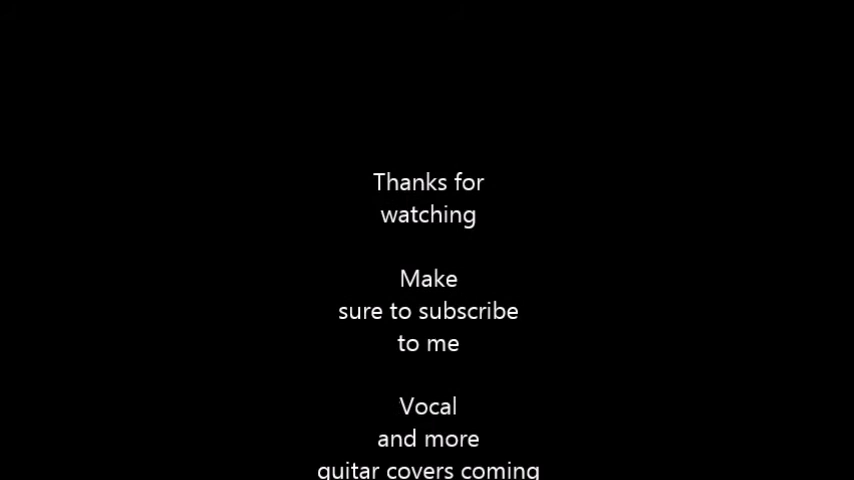 Thanks for
watching
Make
sure to subscribe
to me
Vocal
and more
guitar covers coming